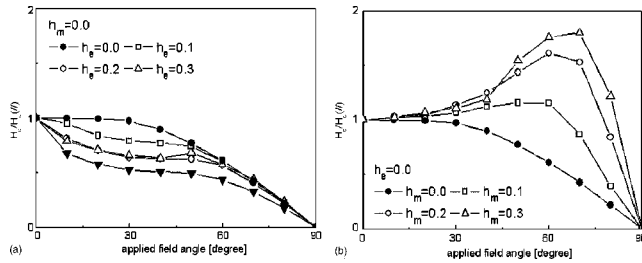 h_m=0.0
h_e=0.0 h_e=0.1
h_e=0.2 h_e=0.3
H_c/H_c(//)
2
1
0
0 30 60 90
applied field angle [degree]
(a)
H_c/H_c(//)
2
1
0
h_e=0.0
h_m=0.0 h_m=0.1
h_m=0.2 h_m=0.3
0 30 60 90
applied field angle [degree]
(b)